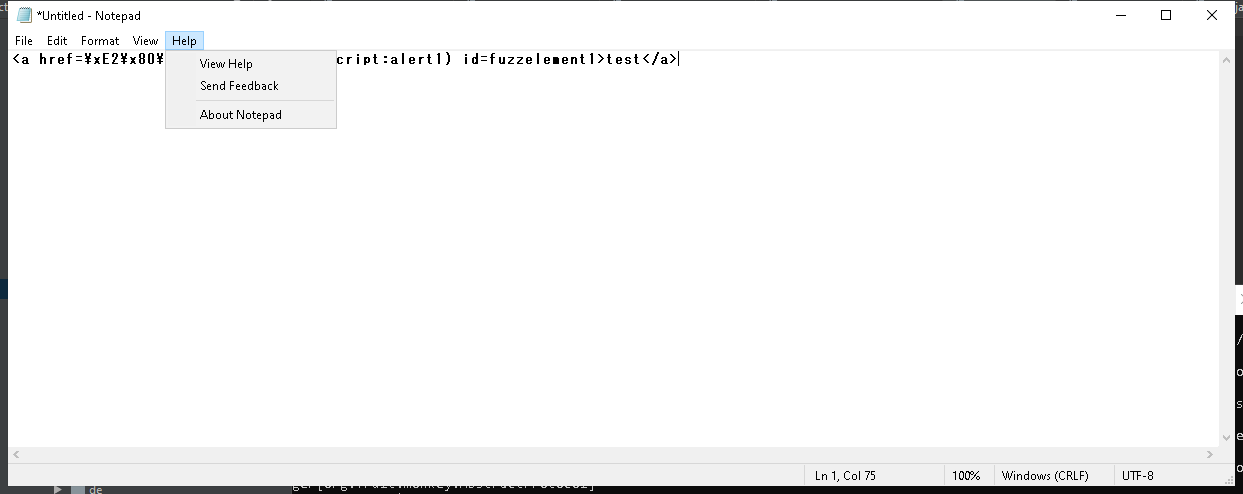 *Untitled - Notepad
File Edit Format View Help
<a href=¥xE2¥x80¥ cript:alert1) id=fuzzelement1>test</a>
View Help
Send Feedback
About Notepad
Ln 1, Col 75 100% Windows (CRLF) UTF-8
de